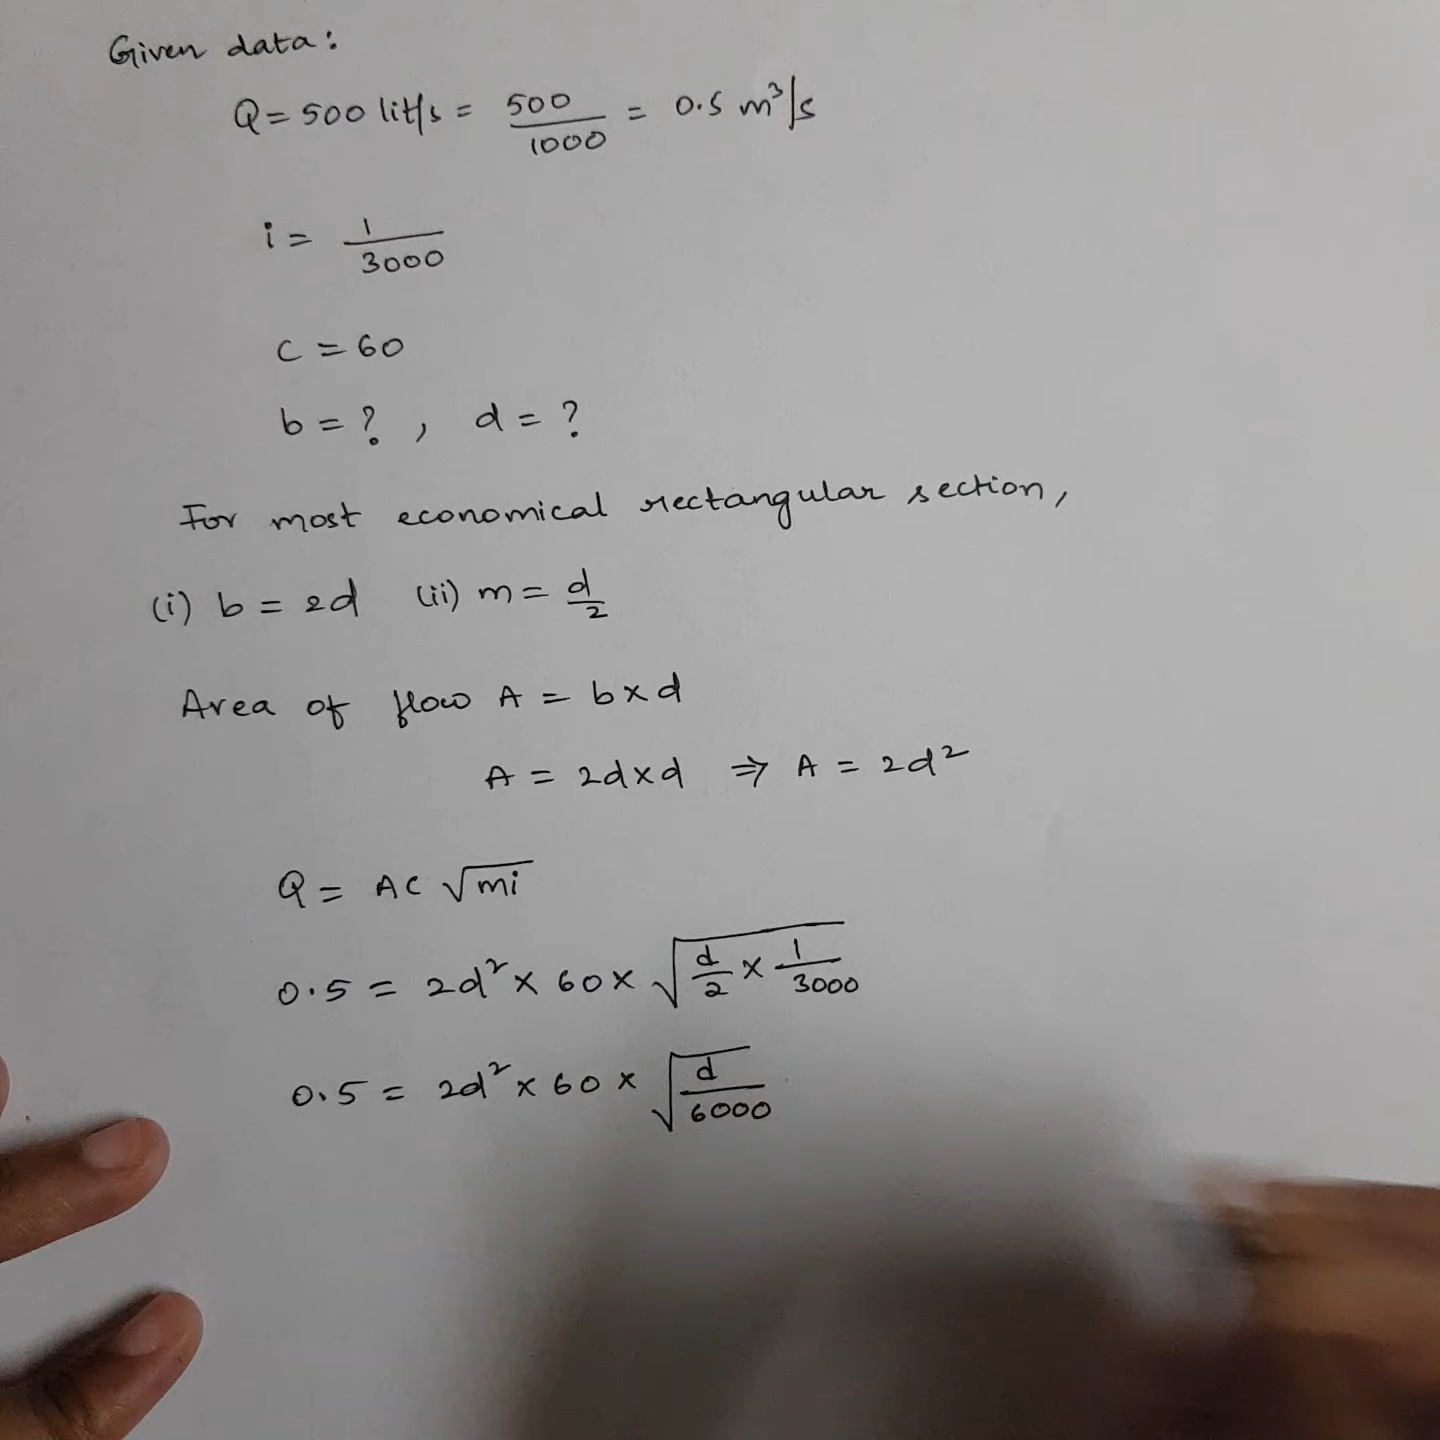 Given data:
Q = 500 lit/s = 500/1000 = 0.5 m³/s
i = 1/3000
C = 60
b = ? , d = ?
For most economical rectangular section,
(i) b = 2d (ii) m = d/2
Area of flow A = b×d
A = 2d×d ⇒ A = 2d²
Q = AC √mi
0.5 = 2d² × 60 × √(d/2 × 1/3000)
0.5 = 2d² × 60 × √(d/6000)